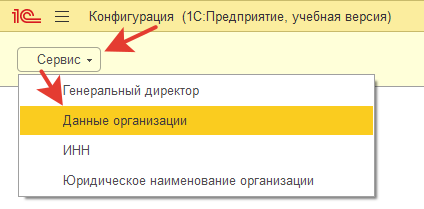 1С Конфигурация (1С:Предприятие, учебная версия)
Сервис
Генеральный директор
Данные организации
ИНН
Юридическое наименование организации